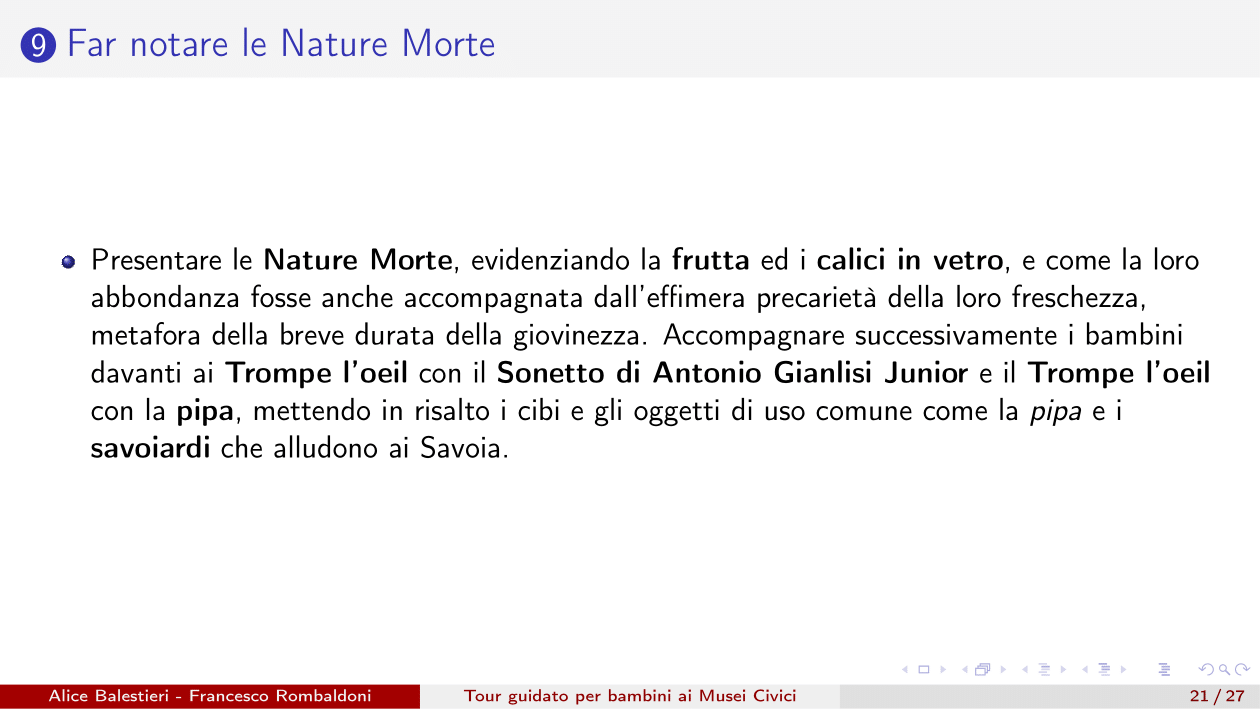 9 Far notare le Nature Morte
Presentare le Nature Morte, evidenziando la frutta ed i calici in vetro, e come la loro
abbondanza fosse anche accompagnata dall'effimera precarietà della loro freschezza,
metafora della breve durata della giovinezza. Accompagnare successivamente i bambini
davanti ai Trompe l'oeil con il Sonetto di Antonio Gianlisi Junior e il Trompe l'oeil
con la pipa, mettendo in risalto i cibi e gli oggetti di uso comune come la pipa e i
savoiardi che alludono ai Savoia.
Alice Balestieri - Francesco Rombaldoni Tour guidato per bambini ai Musei Civici 21 / 27